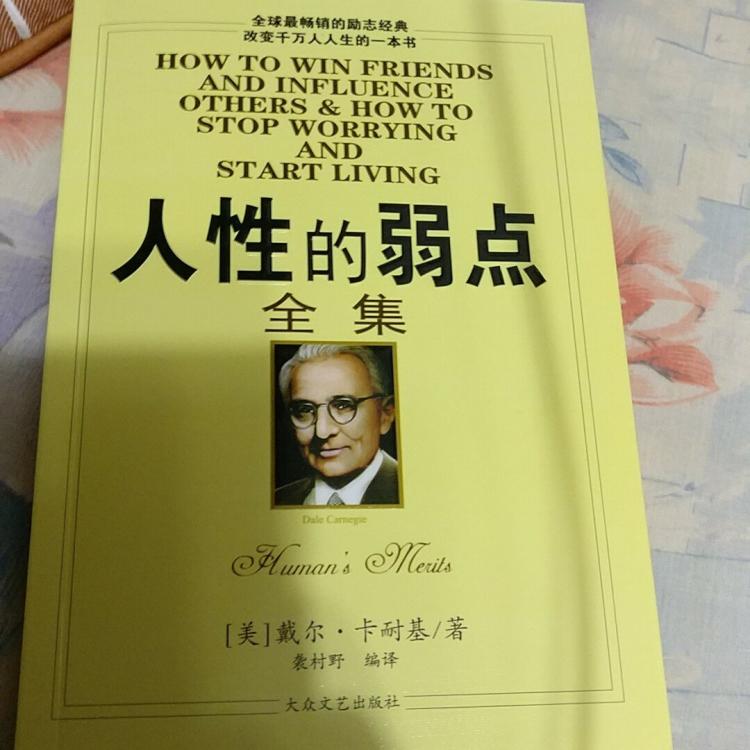 全球最畅销的励志经典
改变千万人人生的一本书
HOW TO WIN FRIENDS
AND INFLUENCE
OTHERS & HOW TO
STOP WORRYING
AND
START LIVING
人性的弱点
全集
Dale Carnegie
Human's Merits
[美]戴尔·卡耐基/著
袭村野 编译
大众文艺出版社